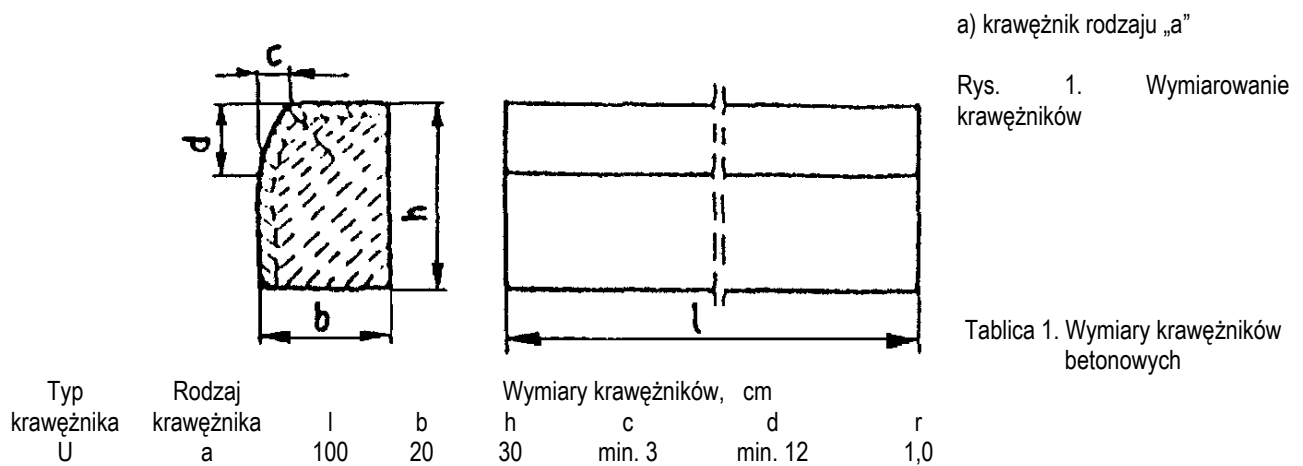 a) krawężnik rodzaju „a”
Rys. 1. Wymiarowanie
krawężników
c
d
h
b
l
Tablica 1. Wymiary krawężników
betonowych
Typ Rodzaj Wymiary krawężników, cm
krawężnika krawężnika l b h c d r
U a 100 20 30 min. 3 min. 12 1,0